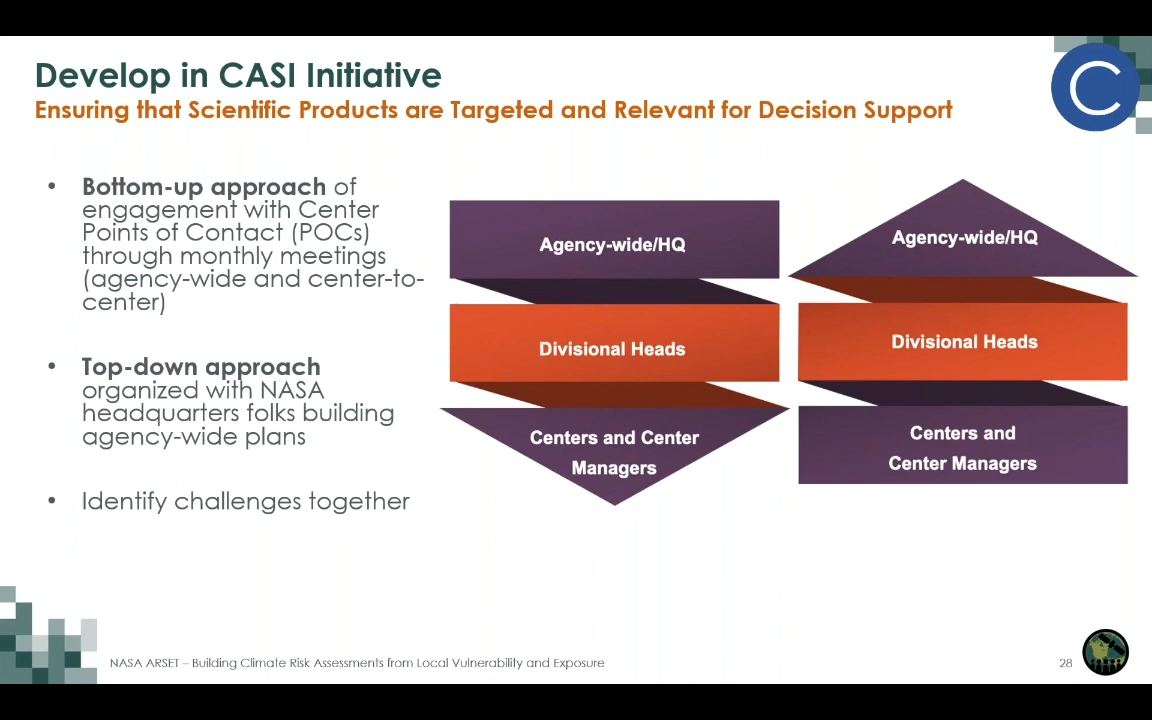 Develop in CASI Initiative
Ensuring that Scientific Products are Targeted and Relevant for Decision Support
C
• Bottom-up approach of
engagement with Center
Points of Contact (POCs)
through monthly meetings
(agency-wide and center-to-
center)
• Top-down approach
organized with NASA
headquarters folks building
agency-wide plans
• Identify challenges together
Agency-wide/HQ
Divisional Heads
Centers and Center
Managers
Agency-wide/HQ
Divisional Heads
Centers and
Center Managers
NASA ARSET – Building Climate Risk Assessments from Local Vulnerability and Exposure
28